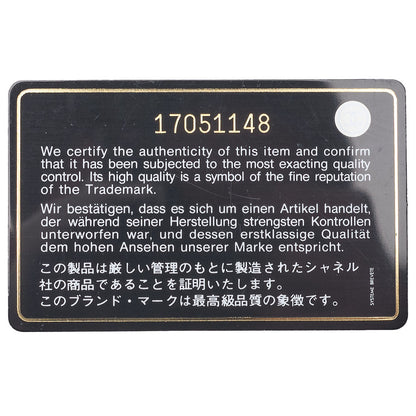 17051148
We certify the authenticity of this item and confirm
that it has been subjected to the most exacting quality
control. Its high quality is a symbol of the fine reputation
of the Trademark.
Wir bestätigen, dass es sich um einen Artikel handelt,
der während seiner Herstellung strengsten Kontrollen
unterworfen war, und dessen erstklassige Qualität
dem hohen Ansehen unserer Marke entspricht.
この製品は厳しい管理のもとに製造されたシャネル
社の商品であることを証明いたします。
このブランド・マークは最高級品質の象徴です。
SYSTEME BREVETE